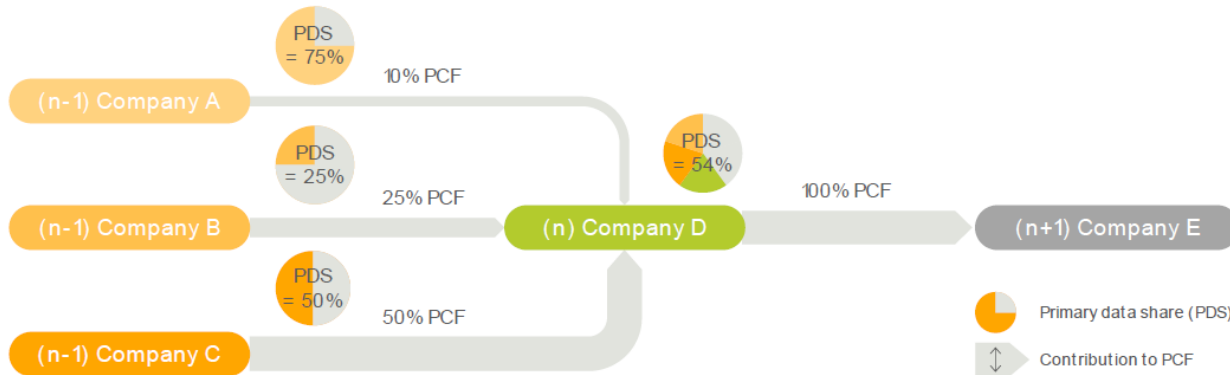 PDS
= 75%
10% PCF
(n-1) Company A
PDS
= 25%
25% PCF
(n-1) Company B
PDS
= 50%
50% PCF
(n-1) Company C
PDS
= 54%
(n) Company D
100% PCF
(n+1) Company E
Primary data share (PDS)
Contribution to PCF